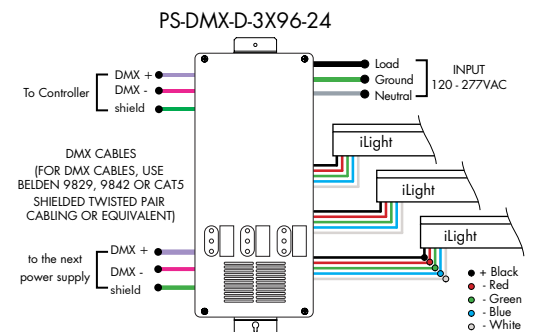 PS-DMX-D-3X96-24
To Controller
DMX +
DMX -
shield
Load
Ground
Neutral
INPUT
120 - 277VAC
DMX CABLES
(FOR DMX CABLES, USE
BELDEN 9829, 9842 OR CAT5
SHIELDED TWISTED PAIR
CABLING OR EQUIVALENT)
iLight
iLight
iLight
to the next
power supply
DMX +
DMX -
shield
+ Black
- Red
- Green
- Blue
- White